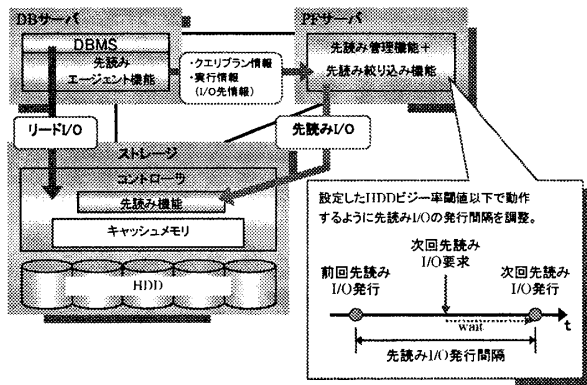 DBサーバ
DBMS
先読み
エージェント機能
・クエリプラン情報
・実行情報
(I/O先情報)
PFサーバ
先読み管理機能＋
先読み絞り込み機能
リードI/O
先読みI/O
ストレージ
コントローラ
先読み機能
キャッシュメモリ
HDD
設定したHDDビジー率閾値以下で動作
するように先読みI/Oの発行間隔を調整。
次回先読み
I/O要求
前回先読み
I/O発行
次回先読み
I/O発行
wait
t
先読みI/O発行間隔